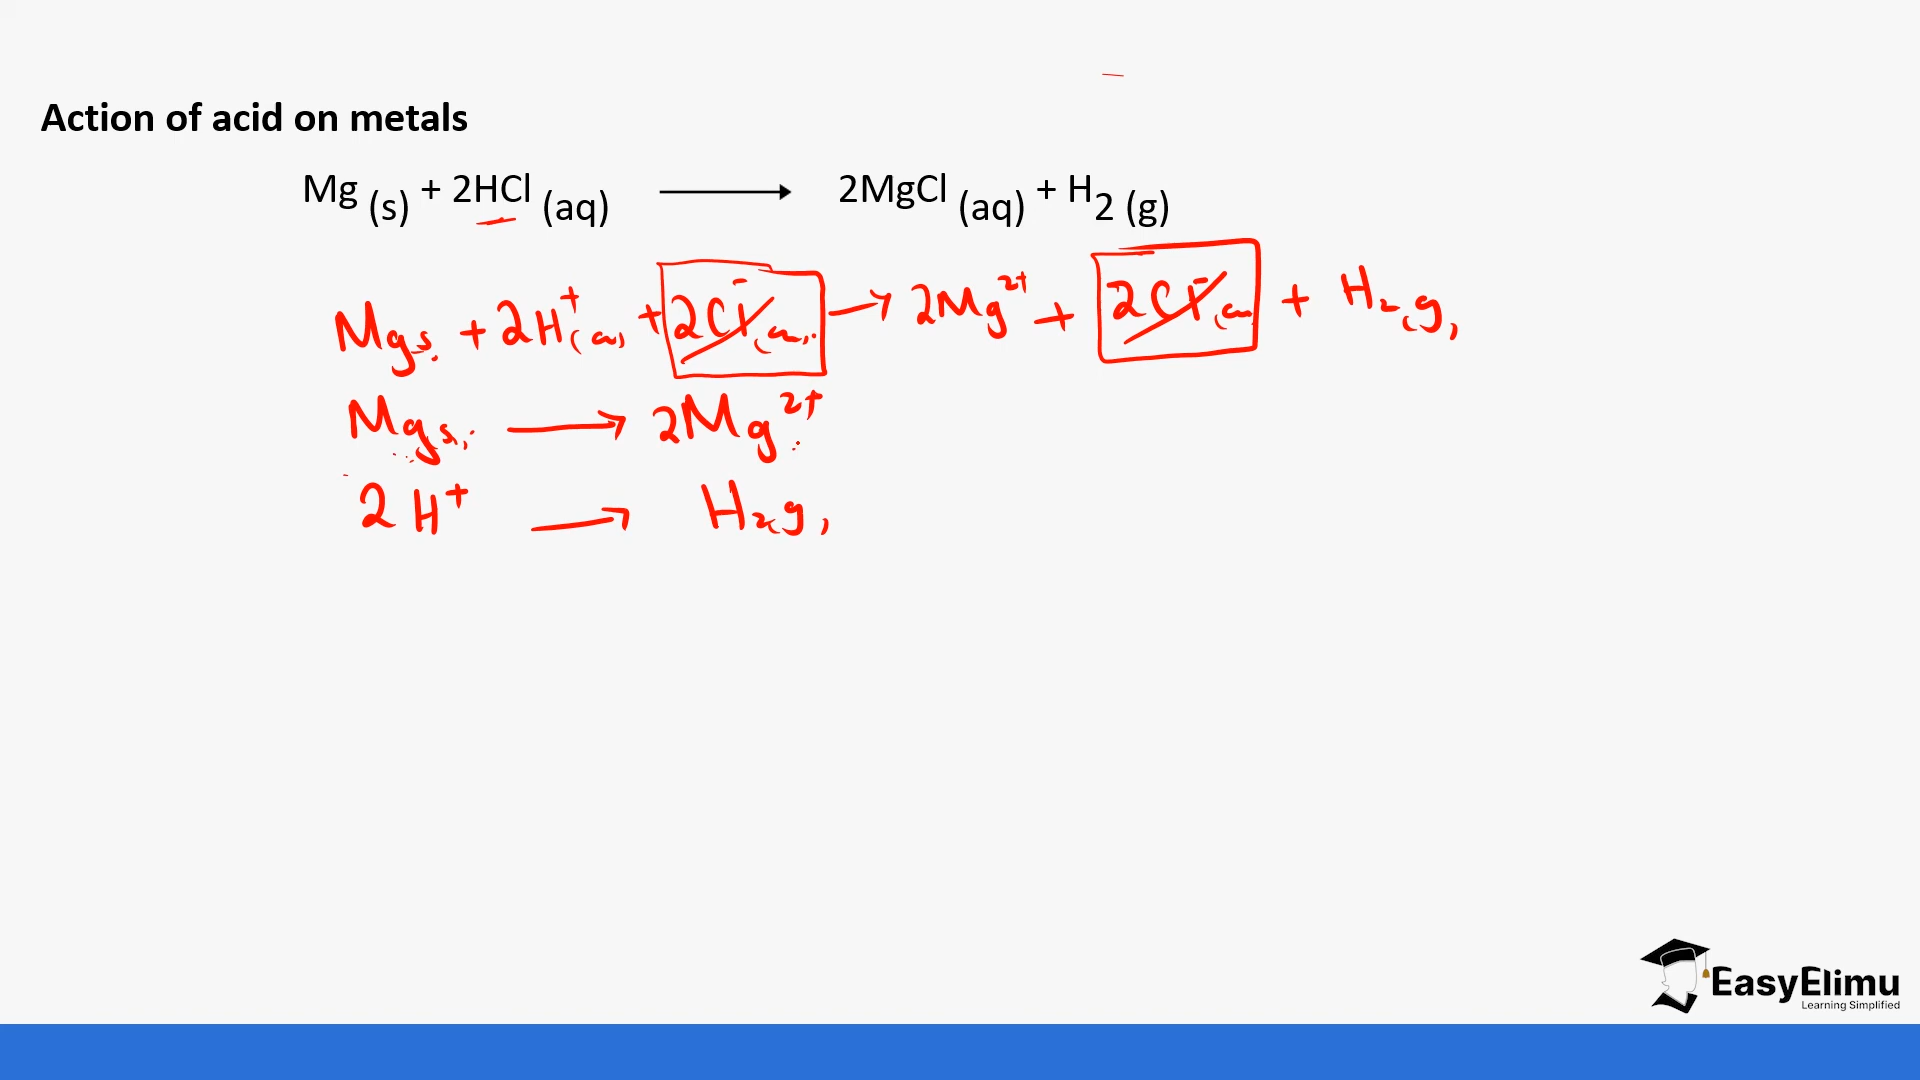 Action of acid on metals
Mg (s) + 2HCl (aq) ⟶ 2MgCl (aq) + H2 (g)
Mg(s) + 2H⁺(aq) + 2Cl⁻(aq) → 2Mg²⁺ + 2Cl⁻(aq) + H₂(g)
Mg(s) → 2Mg²⁺
2H⁺ → H₂(g)
EasyElimu
Learning Simplified